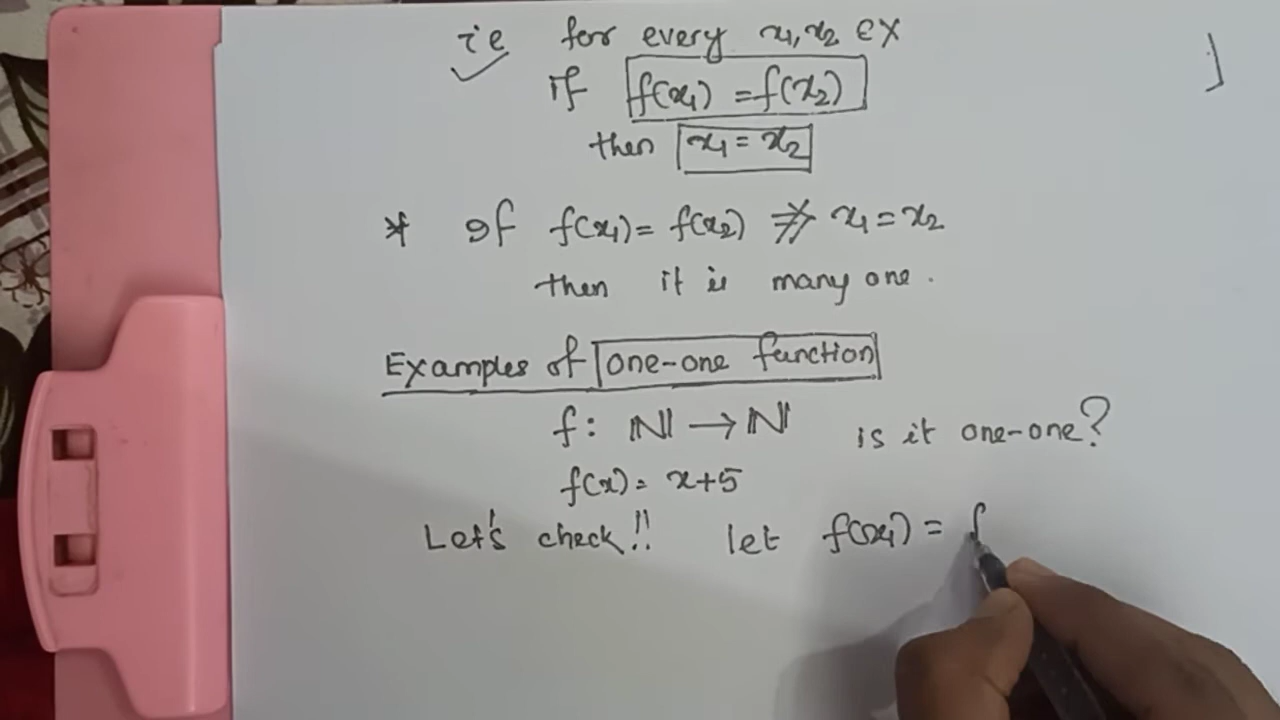 i.e for every x₁, x₂ ∈ X
if f(x₁) = f(x₂)
then x₁ = x₂
* If f(x₁) = f(x₂) ⇏ x₁ = x₂
then it is many one.
Examples of one-one function
f: ℕ → ℕ is it one-one?
f(x) = x+5
Let's check!! let f(x₁) = f